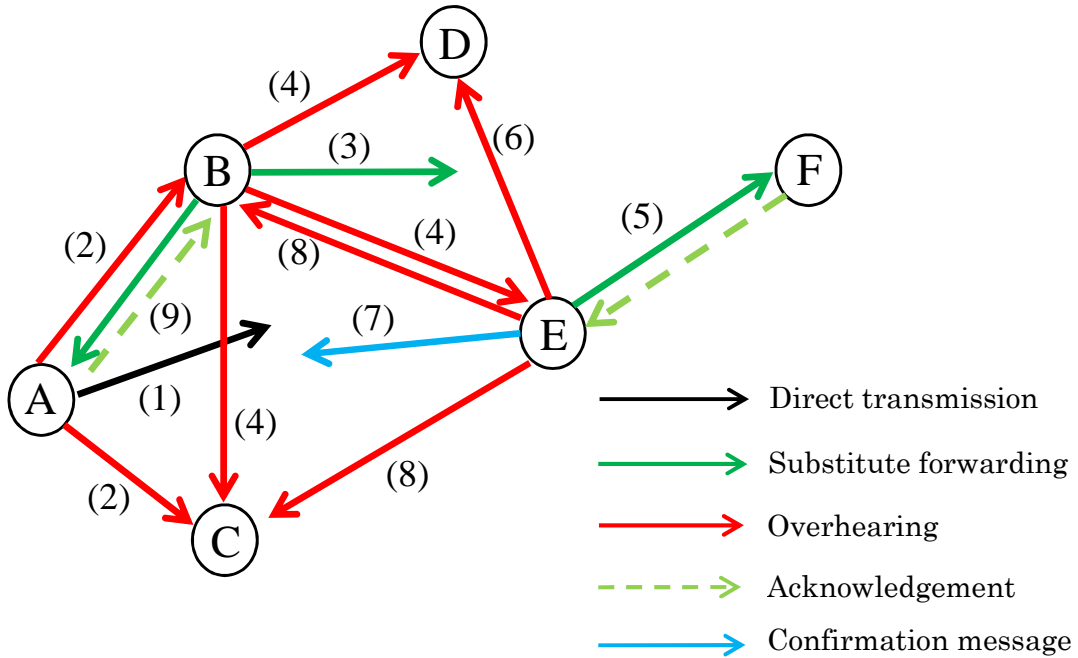 D
(4)
(6)
B
(3)
F
(2)
(4)
(5)
(8)
(9)
(7)
E
A
(1)
(4)
Direct transmission
(8)
Substitute forwarding
(2)
C
Overhearing
Acknowledgement
Confirmation message